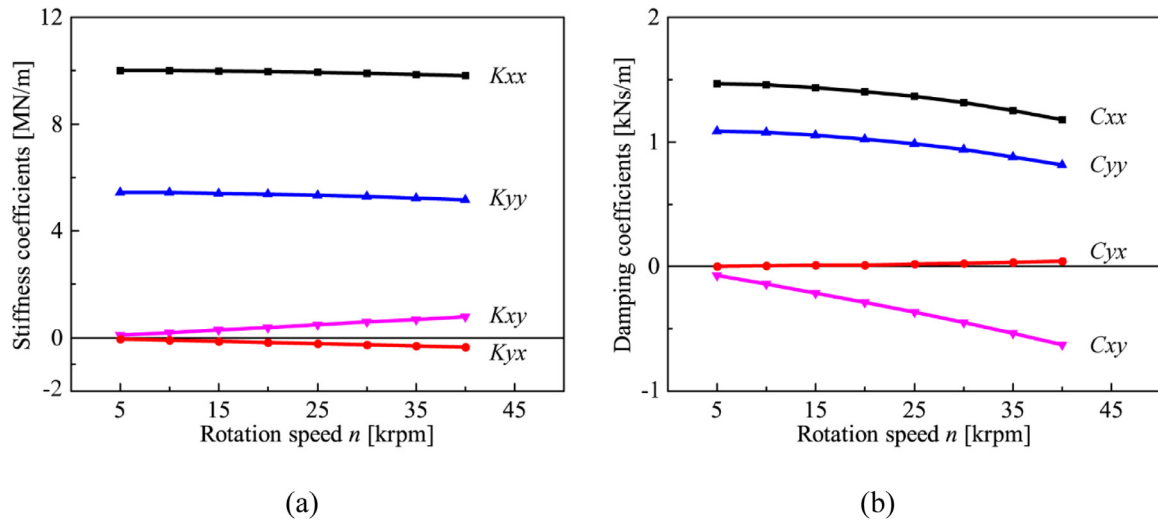 12
8
4
0
-2
Stiffness coefficients [MN/m]
Kxx
Kyy
Kxy
Kyx
5
15
25
35
45
Rotation speed n [krpm]
(a)
2
1
0
-1
Damping coefficients [kNs/m]
Cxx
Cyy
Cyx
Cxy
5
15
25
35
45
Rotation speed n [krpm]
(b)